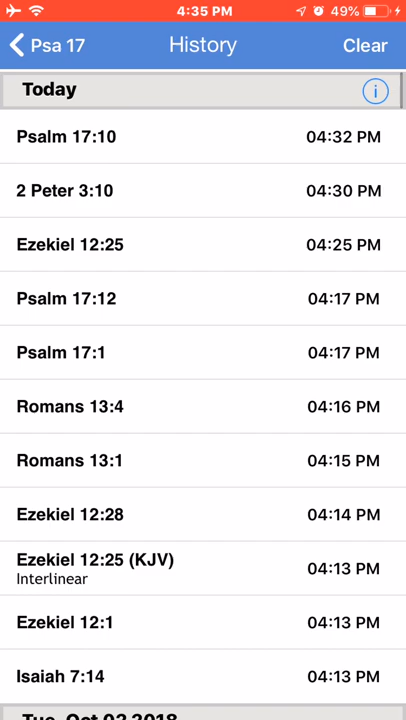 4:35 PM 49%
Psa 17 History Clear
Today
Psalm 17:10 04:32 PM
2 Peter 3:10 04:30 PM
Ezekiel 12:25 04:25 PM
Psalm 17:12 04:17 PM
Psalm 17:1 04:17 PM
Romans 13:4 04:16 PM
Romans 13:1 04:15 PM
Ezekiel 12:28 04:14 PM
Ezekiel 12:25 (KJV) 04:13 PM
Interlinear
Ezekiel 12:1 04:13 PM
Isaiah 7:14 04:13 PM
Tue, Oct 02 2018